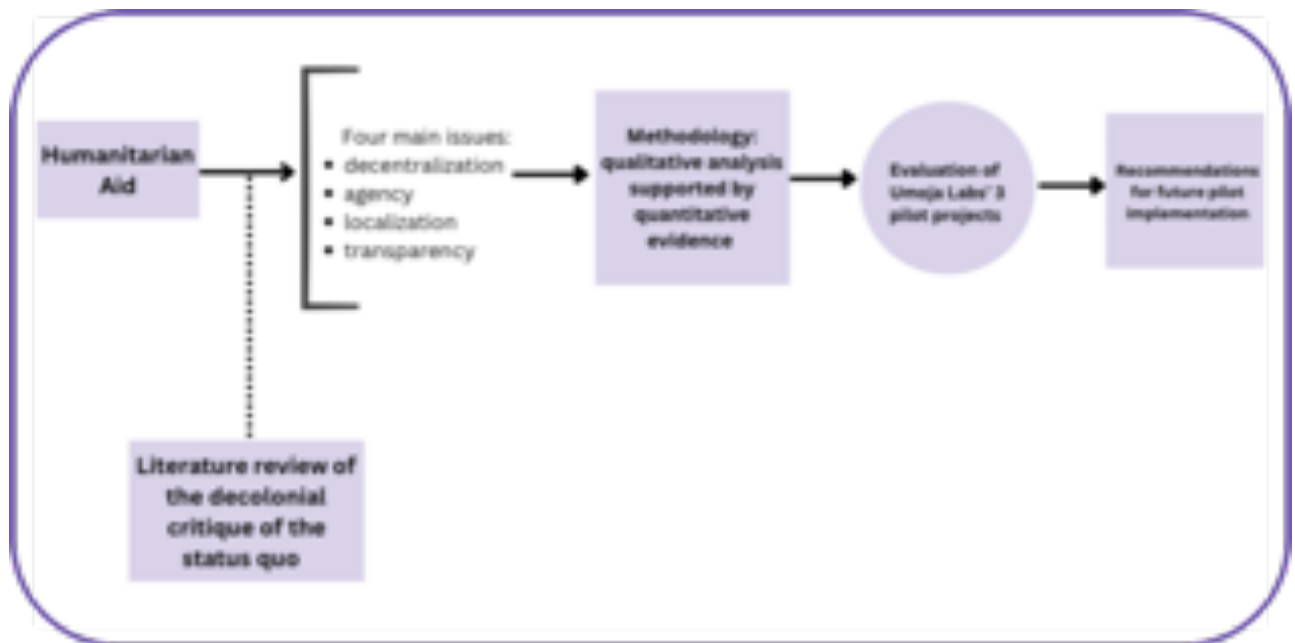 Humanitarian
Aid
Four main issues:
▪ decentralization
▪ agency
▪ localization
▪ transparency
Methodology:
qualitative analysis
supported by
quantitative
evidence
Evaluation of
Umoja Labs' 3
pilot projects
Recommendations
for future pilot
implementation
Literature review of
the decolonial
critique of the
status quo